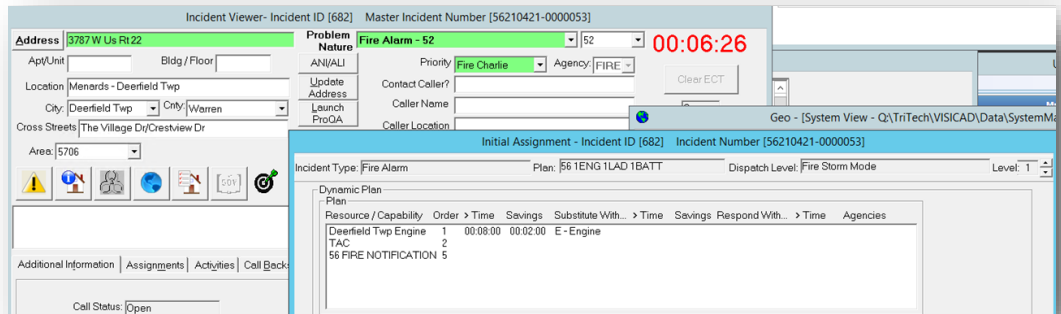 Incident Viewer- Incident ID [682] Master Incident Number [56210421-0000053]
Address 3787 W Us Rt 22
Problem Nature Fire Alarm - 52 52 00:06:26
Apt/Unit Bldg / Floor ANI/ALI Priority Fire Charlie Agency: FIRE
Update Address Contact Caller? Clear ECT
Location Menards - Deerfield Twp
City: Deerfield Twp Cnty: Warren Launch ProQA Caller Name
Cross Streets The Village Dr/Crestview Dr Caller Location
Geo - [System View - Q:\TriTech\VISICAD\Data\SystemMa
Area: 5706
Initial Assignment - Incident ID [682] Incident Number [56210421-0000053]
Incident Type: Fire Alarm Plan: 56 1ENG 1LAD 1BATT Dispatch Level: Fire Storm Mode Level: 1
SOV
Dynamic Plan
Plan
Resource / Capability Order > Time Savings Substitute With... > Time Savings Respond With... > Time Agencies
Deerfield Twp Engine 1 00:08:00 00:02:00 E - Engine
TAC 2
56 FIRE NOTIFICATION 5
Additional Information Assignments Activities Call Back
Call Status: Open